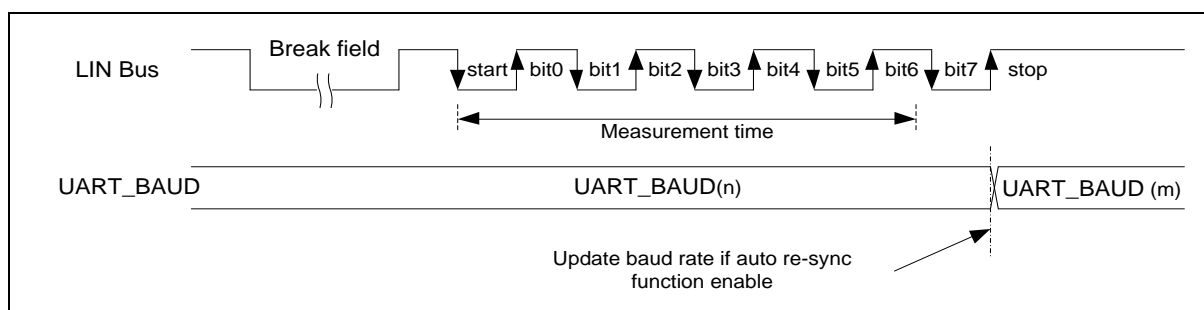 Break field
LIN Bus
start bit0 bit1 bit2 bit3 bit4 bit5 bit6 bit7 stop
Measurement time
UART_BAUD
UART_BAUD(n)
UART_BAUD (m)
Update baud rate if auto re-sync
function enable